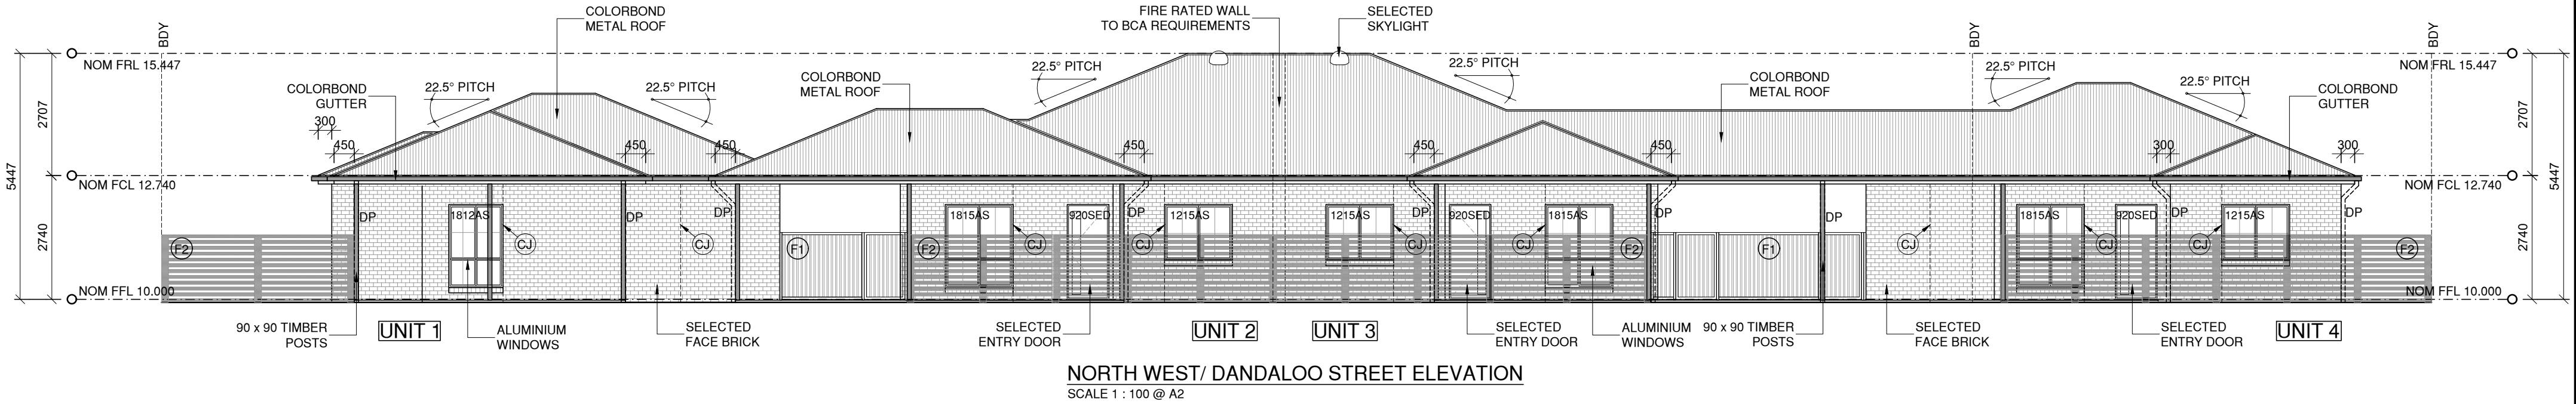 COLORBOND
METAL ROOF
FIRE RATED WALL
TO BCA REQUIREMENTS
SELECTED
SKYLIGHT
BDY
BDY
BDY
NOM FRL 15.447
NOM FRL 15.447
22.5° PITCH
22.5° PITCH
22.5° PITCH
22.5° PITCH
22.5° PITCH
22.5° PITCH
COLORBOND
GUTTER
COLORBOND
METAL ROOF
COLORBOND
METAL ROOF
COLORBOND
GUTTER
2707
2707
5447
5447
300
450
450
450
450
450
450
300
300
NOM FCL 12.740
NOM FCL 12.740
2740
2740
DP
1812AS
DP
DP
1815AS
920SED
DP
1215AS
1215AS
DP
920SED
1815AS
DP
DP
1815AS
920SED
DP
1215AS
DP
F2
CJ
CJ
F1
F2
CJ
CJ
CJ
CJ
F2
F1
CJ
CJ
CJ
F2
NOM FFL 10.000
NOM FFL 10.000
90 x 90 TIMBER
POSTS
UNIT 1
ALUMINIUM
WINDOWS
SELECTED
FACE BRICK
SELECTED
ENTRY DOOR
UNIT 2
UNIT 3
SELECTED
ENTRY DOOR
ALUMINIUM
WINDOWS
90 x 90 TIMBER
POSTS
SELECTED
FACE BRICK
SELECTED
ENTRY DOOR
UNIT 4
NORTH WEST/ DANDALOO STREET ELEVATION
SCALE 1 : 100 @ A2